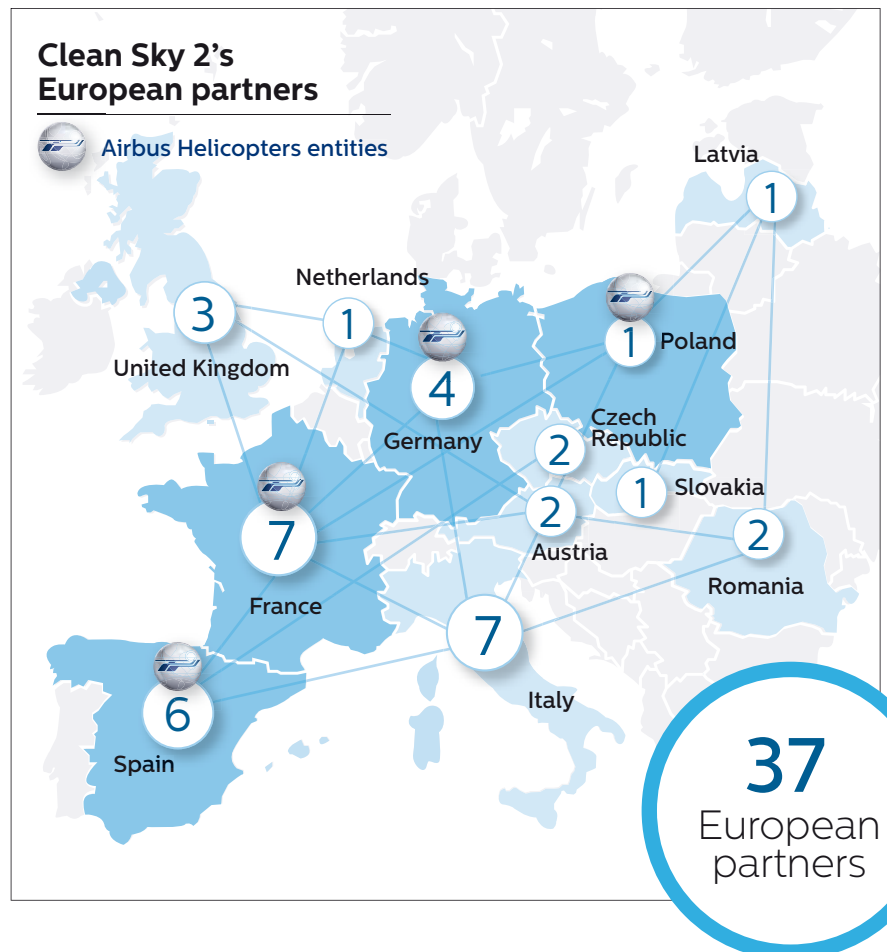 Clean Sky 2’s
European partners
Airbus Helicopters entities
Latvia
1
Netherlands
3
1
1
Poland
United Kingdom
4
Germany
Czech
Republic
2
1
Slovakia
7
2
Austria
2
Romania
France
7
Italy
6
Spain
37
European
partners